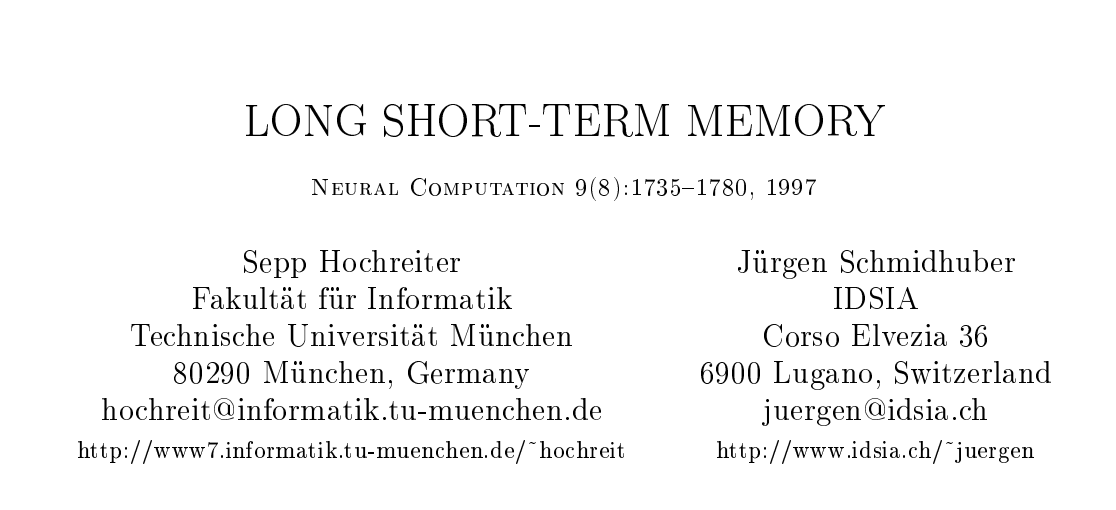 LONG SHORT-TERM MEMORY
NEURAL COMPUTATION 9(8):1735–1780, 1997
Sepp Hochreiter
Fakultät für Informatik
Technische Universität München
80290 München, Germany
hochreit@informatik.tu-muenchen.de
http://www7.informatik.tu-muenchen.de/~hochreit
Jürgen Schmidhuber
IDSIA
Corso Elvezia 36
6900 Lugano, Switzerland
juergen@idsia.ch
http://www.idsia.ch/~juergen